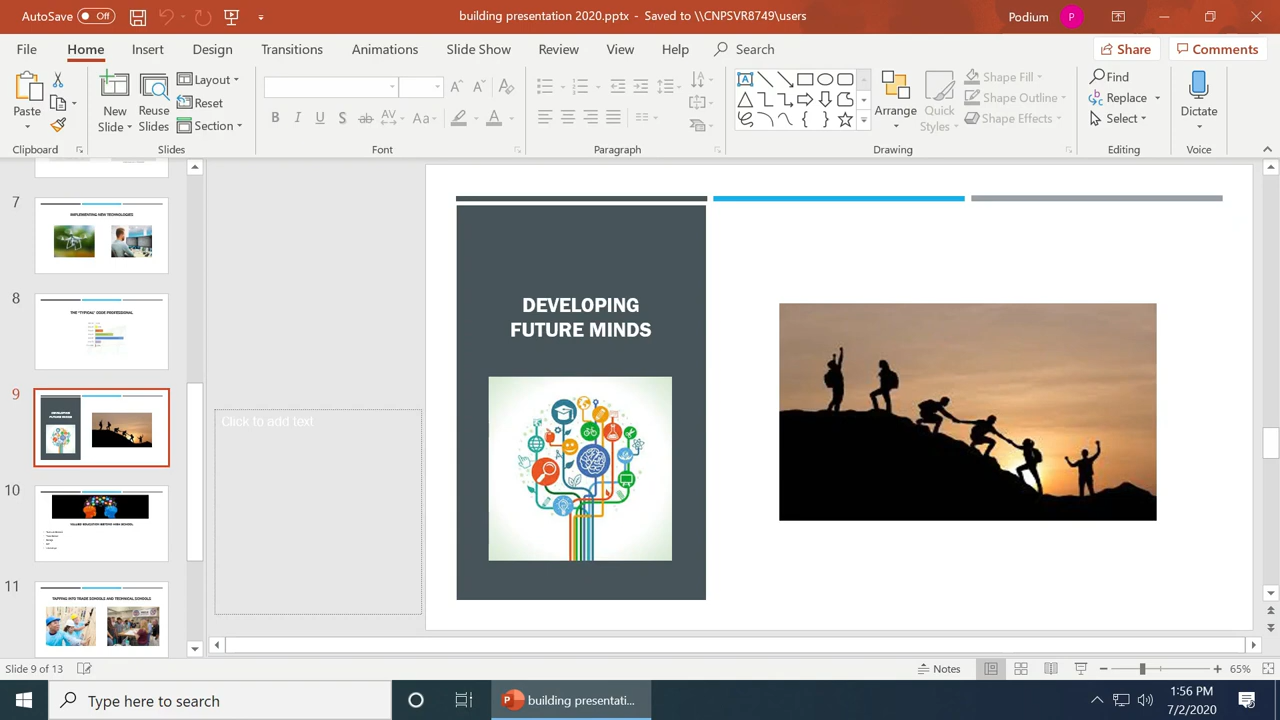 AutoSave Off
building presentation 2020.pptx - Saved to \\CNPSVR8749\users
Podium P
File Home Insert Design Transitions Animations Slide Show Review View Help Search Share Comments
Paste
New Slide
Reuse Slides
Layout
Reset
Section
Find
Replace
Select
Arrange
Quick Styles
Shape Fill
Shape Outline
Shape Effects
Dictate
Clipboard Slides Font Paragraph Drawing Editing Voice
7
IMPLEMENTING NEW TECHNOLOGIES
8
THE "TYPICAL" DODE PROFESSIONAL
9
DEVELOPING
FUTURE MINDS
10
11
TAPPING INTO TRADE SCHOOLS AND TECHNICAL SCHOOLS
Click to add text
DEVELOPING
FUTURE MINDS
Slide 9 of 13
Notes
65%
Type here to search
building presentati...
1:56 PM
7/2/2020